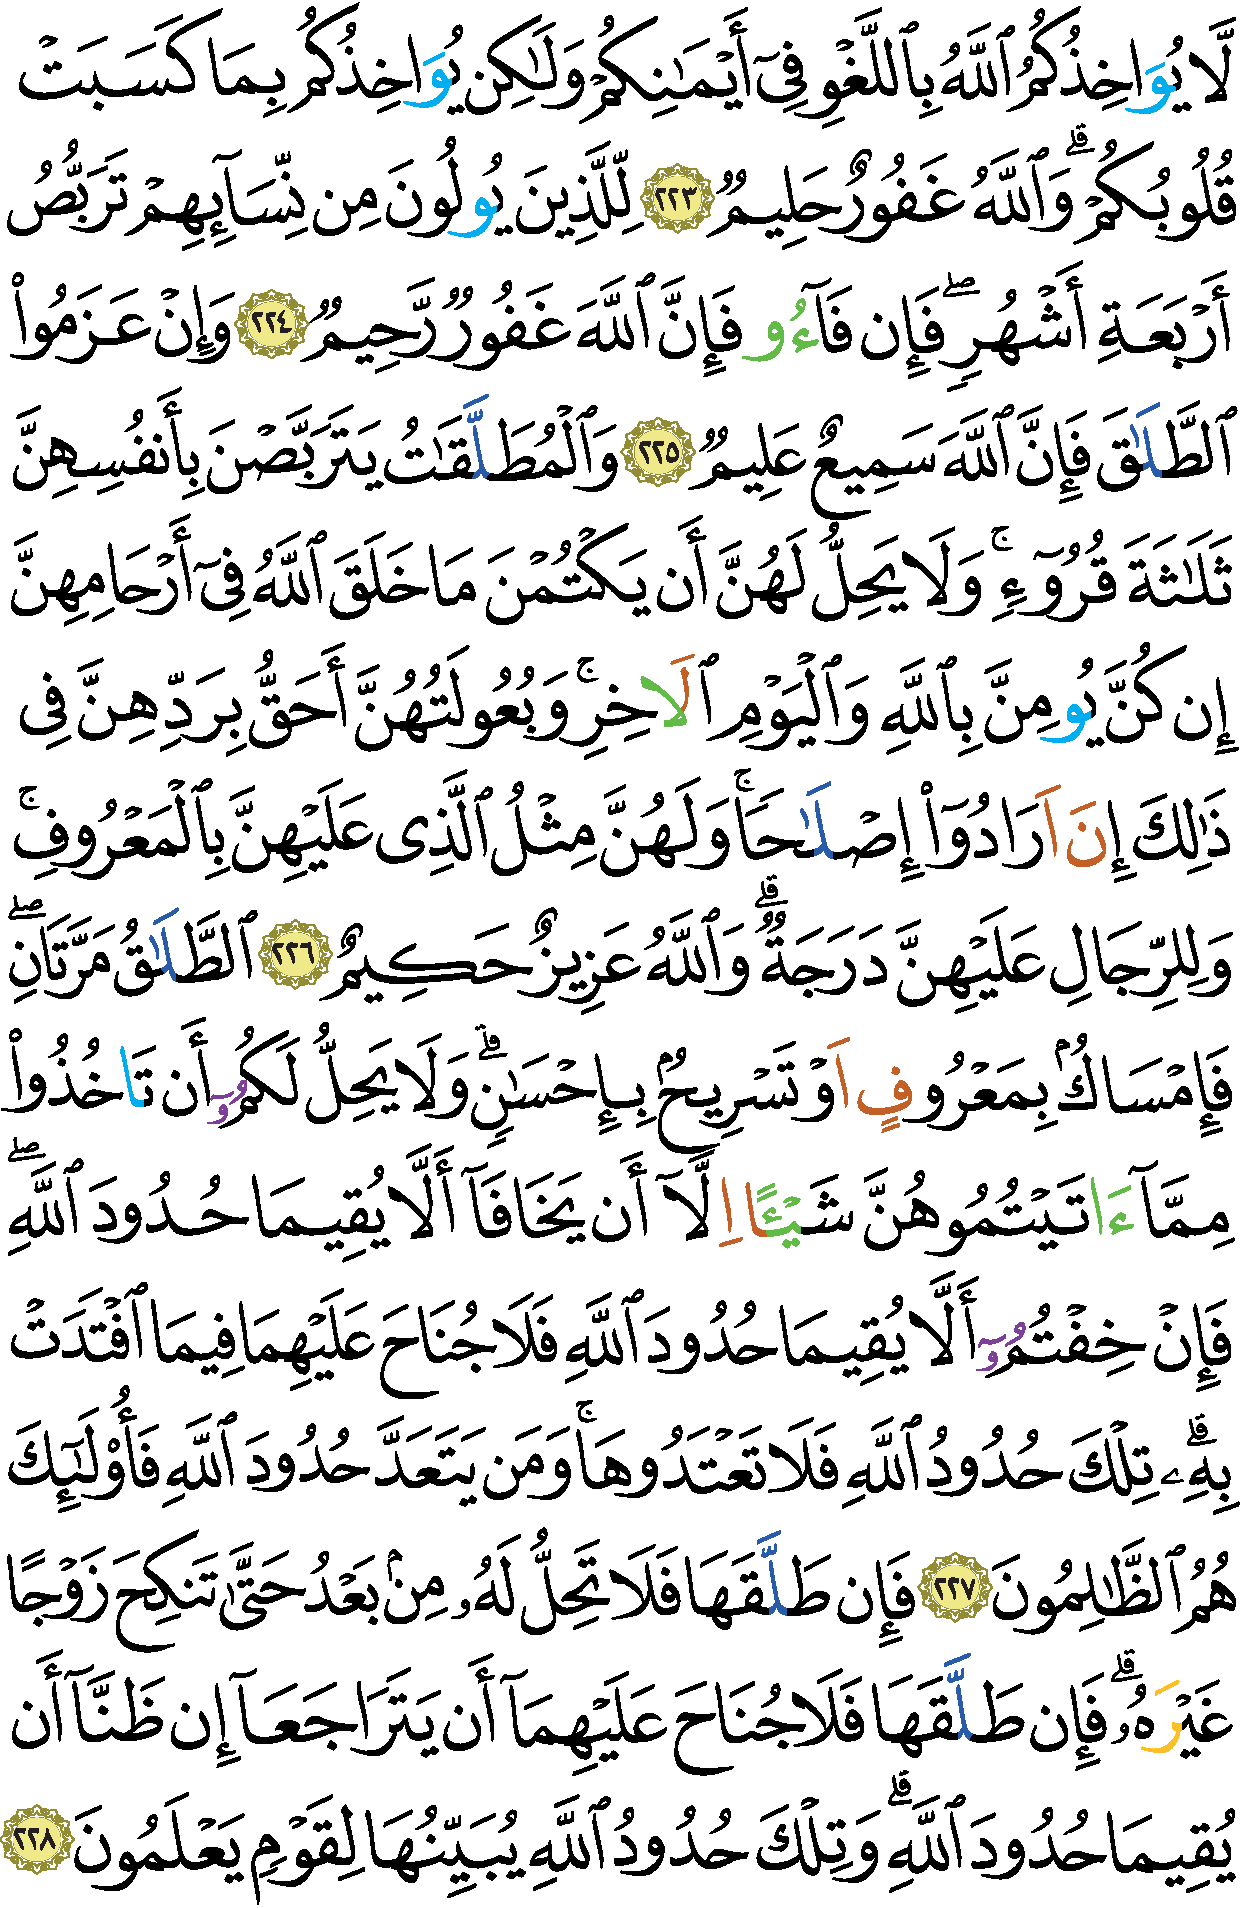 لَّا يُوَاخِذُكُمُ ٱللَّهُ بِٱللَّغْوِ فِىٓ أَيْمَٰنِكُمْ وَلَٰكِن يُوَاخِذُكُم بِمَا كَسَبَتْ
قُلُوبُكُمْ ۗ وَٱللَّهُ غَفُورٌ حَلِيمٌ ٢٢٣ لِّلَّذِينَ يُولُونَ مِن نِّسَآئِهِمْ تَرَبُّصُ
أَرْبَعَةِ أَشْهُرٍ ۖ فَإِن فَآءُو فَإِنَّ ٱللَّهَ غَفُورٌ رَّحِيمٌ ٢٢٤ وَإِنْ عَزَمُوا۟
ٱلطَّلَٰقَ فَإِنَّ ٱللَّهَ سَمِيعٌ عَلِيمٌ ٢٢٥ وَٱلْمُطَلَّقَٰتُ يَتَرَبَّصْنَ بِأَنفُسِهِنَّ
ثَلَٰثَةَ قُرُوٓءٍ ۚ وَلَا يَحِلُّ لَهُنَّ أَن يَكْتُمْنَ مَا خَلَقَ ٱللَّهُ فِىٓ أَرْحَامِهِنَّ
إِن كُنَّ يُومِنَّ بِٱللَّهِ وَٱلْيَوْمِ ٱلَاخِرِ ۚ وَبُعُولَتُهُنَّ أَحَقُّ بِرَدِّهِنَّ فِى
ذَٰلِكَ إِنَ اَرَادُوٓا۟ إِصْلَٰحًا ۚ وَلَهُنَّ مِثْلُ ٱلَّذِى عَلَيْهِنَّ بِٱلْمَعْرُوفِ ۚ
وَلِلرِّجَالِ عَلَيْهِنَّ دَرَجَةٌ ۗ وَٱللَّهُ عَزِيزٌ حَكِيمٌ ٢٢٦ ٱلطَّلَٰقُ مَرَّتَانِ ۖ
فَإِمْسَاكٌۢ بِمَعْرُوفٍ اَوْ تَسْرِيحٌۢ بِإِحْسَٰنٍ ۗ وَلَا يَحِلُّ لَكُمُۥٓ أَن تَاخُذُوا۟
مِمَّآ ءَاتَيْتُمُوهُنَّ شَيْـًٔا اِلَّآ أَن يَخَافَآ أَلَّا يُقِيمَا حُدُودَ ٱللَّهِ ۖ
فَإِنْ خِفْتُمُۥٓ أَلَّا يُقِيمَا حُدُودَ ٱللَّهِ فَلَا جُنَاحَ عَلَيْهِمَا فِيمَا ٱفْتَدَتْ
بِهِۦ ۗ تِلْكَ حُدُودُ ٱللَّهِ فَلَا تَعْتَدُوهَا ۚ وَمَن يَتَعَدَّ حُدُودَ ٱللَّهِ فَأُو۟لَٰٓئِكَ
هُمُ ٱلظَّٰلِمُونَ ٢٢٧ فَإِن طَلَّقَهَا فَلَا تَحِلُّ لَهُۥ مِنۢ بَعْدُ حَتَّىٰ تَنكِحَ زَوْجًا
غَيْرَهُۥ ۗ فَإِن طَلَّقَهَا فَلَا جُنَاحَ عَلَيْهِمَآ أَن يَتَرَاجَعَآ إِن ظَنَّآ أَن
يُقِيمَا حُدُودَ ٱللَّهِ ۗ وَتِلْكَ حُدُودُ ٱللَّهِ يُبَيِّنُهَا لِقَوْمٍ يَعْلَمُونَ ٢٢٨